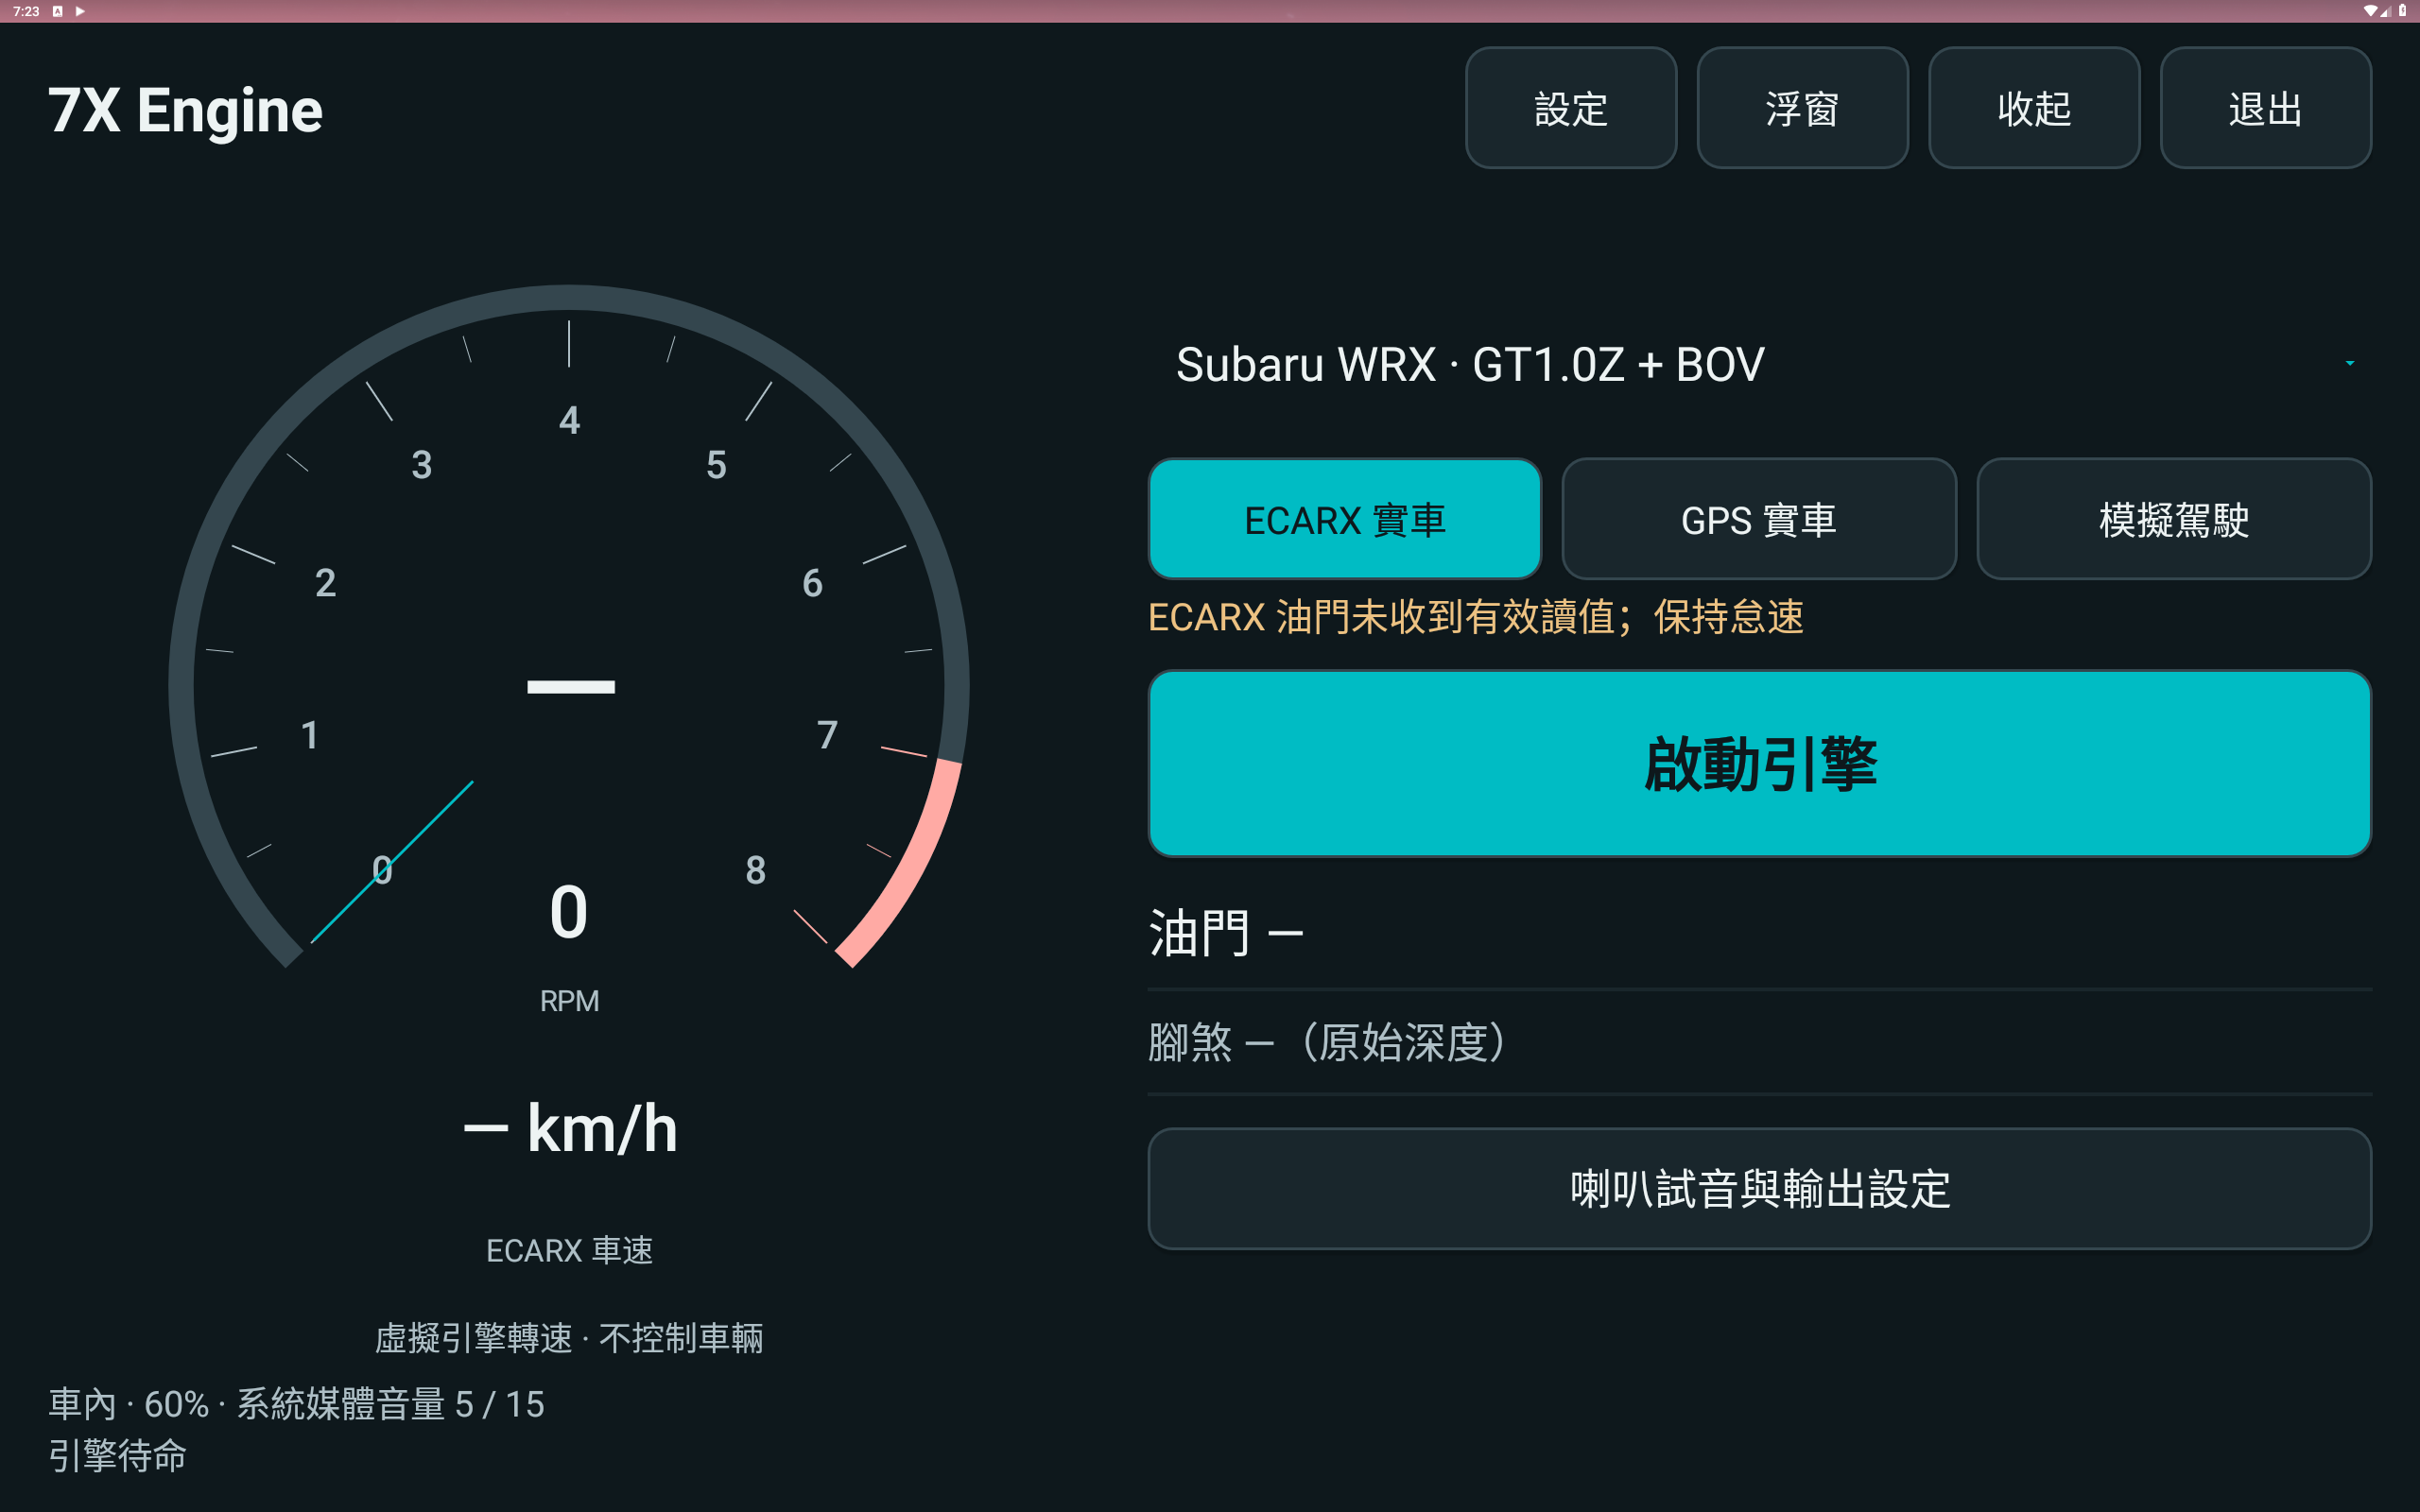 7:23
7X Engine
設定
浮窗
收起
退出
0
1
2
3
4
5
6
7
8
—
0
RPM
— km/h
ECARX 車速
虛擬引擎轉速 · 不控制車輛
車內 · 60% · 系統媒體音量 5 / 15
引擎待命
Subaru WRX · GT1.0Z + BOV
ECARX 實車
GPS 實車
模擬駕駛
ECARX 油門未收到有效讀值；保持怠速
啟動引擎
油門 —
腳煞 —（原始深度）
喇叭試音與輸出設定